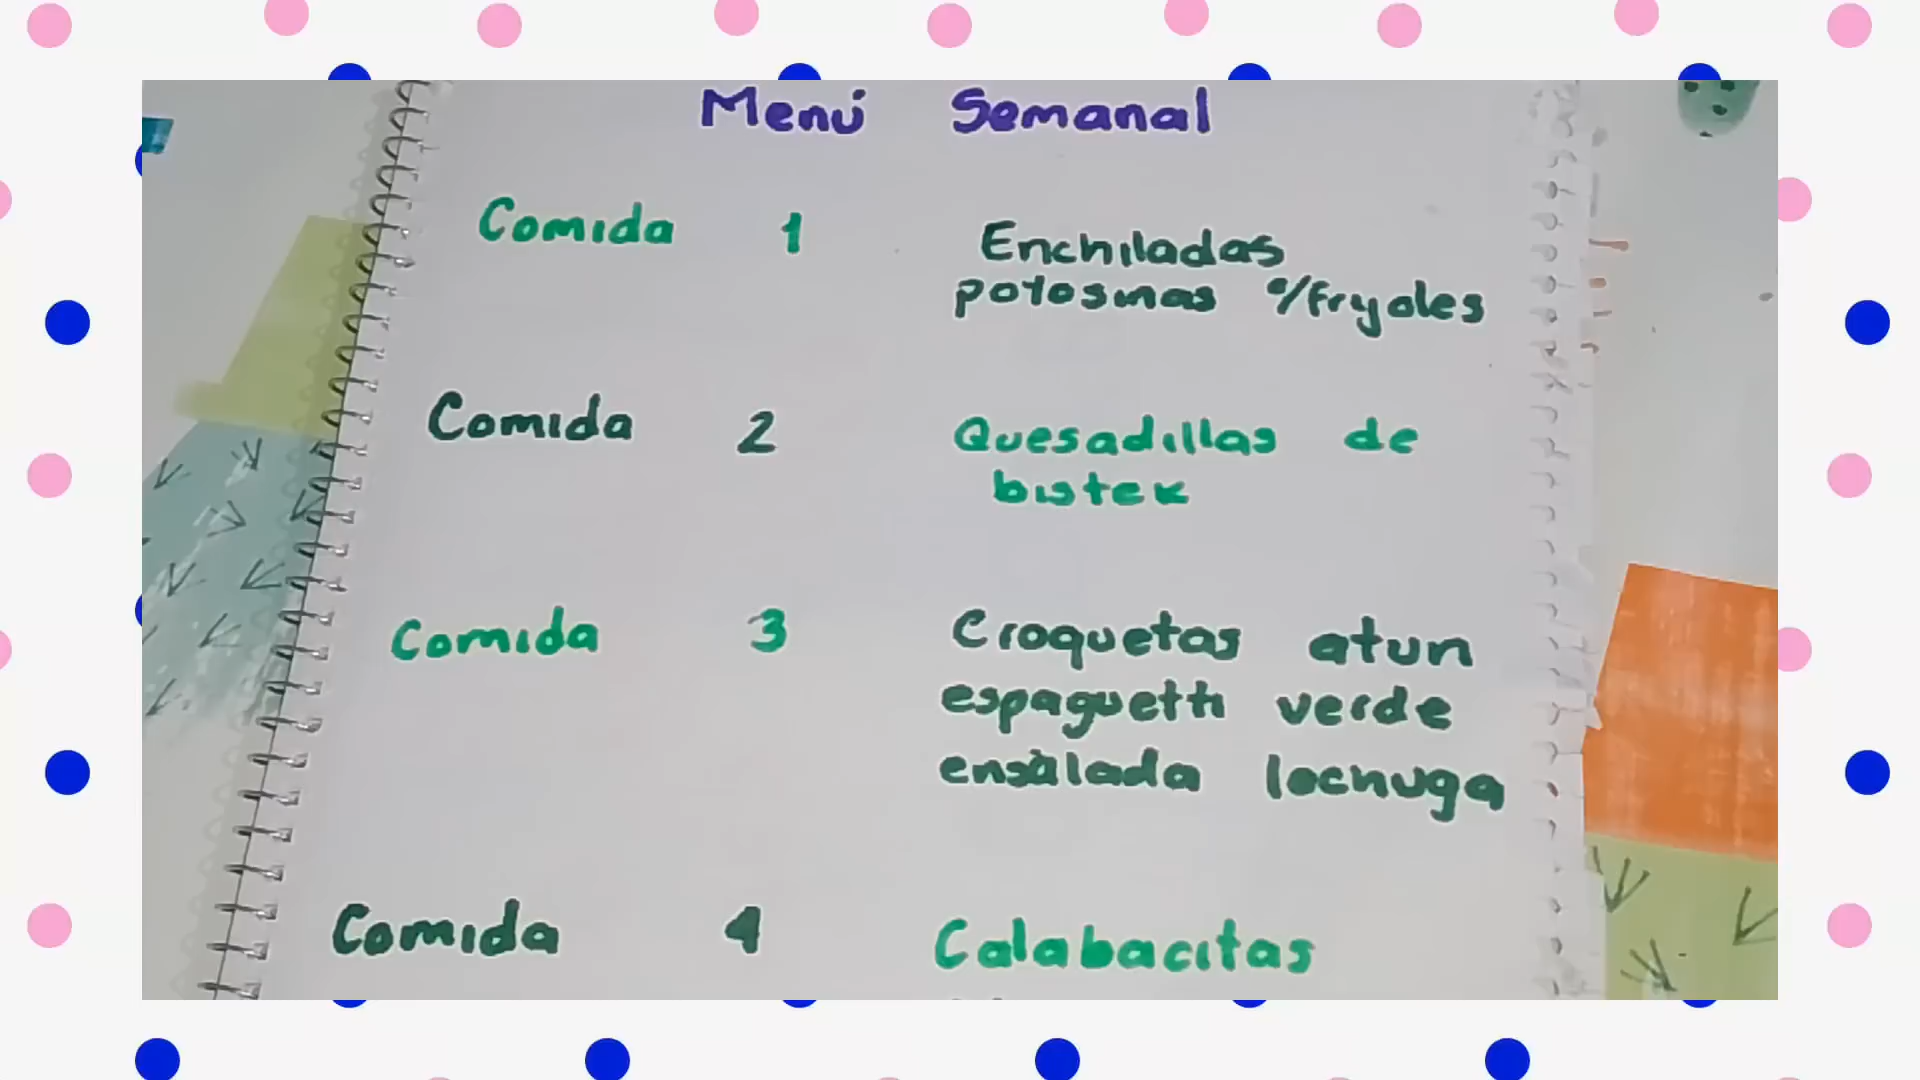 Menú Semanal
Comida 1 Enchiladas
potosinas c/frijoles
Comida 2 Quesadillas de
bistek
Comida 3 Croquetas atun
espaguetti verde
ensalada lechuga
Comida 4 Calabacitas